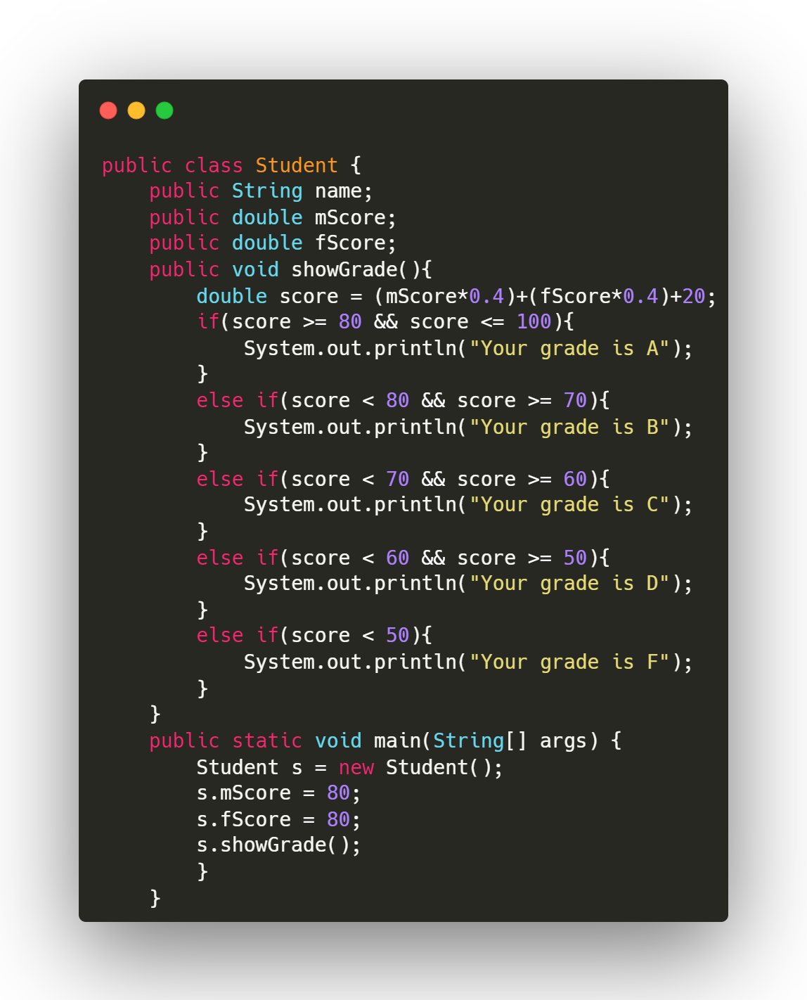 public class Student {
    public String name;
    public double mScore;
    public double fScore;
    public void showGrade(){
        double score = (mScore*0.4)+(fScore*0.4)+20;
        if(score >= 80 && score <= 100){
            System.out.println("Your grade is A");
        }
        else if(score < 80 && score >= 70){
            System.out.println("Your grade is B");
        }
        else if(score < 70 && score >= 60){
            System.out.println("Your grade is C");
        }
        else if(score < 60 && score >= 50){
            System.out.println("Your grade is D");
        }
        else if(score < 50){
            System.out.println("Your grade is F");
        }
    }
    public static void main(String[] args) {
        Student s = new Student();
        s.mScore = 80;
        s.fScore = 80;
        s.showGrade();
        }
    }